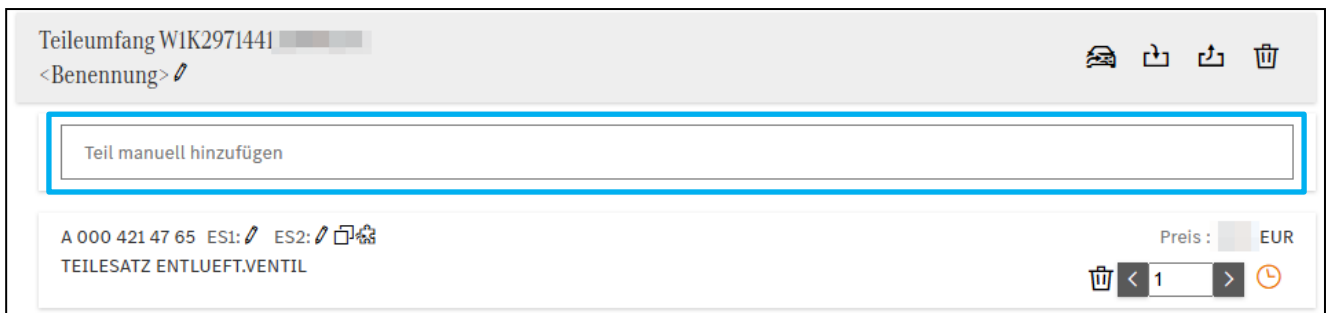 Teileumfang W1K2971441
<Benennung>
Teil manuell hinzufügen
A 000 421 47 65 ES1: ES2:
Preis : EUR
TEILESATZ ENTLUEFT.VENTIL
< 1 >